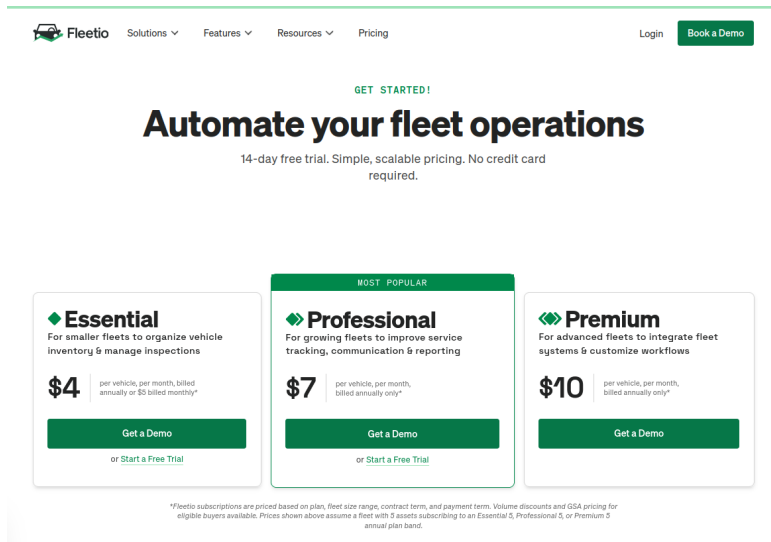 Fleetio
Solutions
Features
Resources
Pricing
Login
Book a Demo
GET STARTED!
Automate your fleet operations
14-day free trial. Simple, scalable pricing. No credit card
required.
Essential
For smaller fleets to organize vehicle
inventory & manage inspections
$4
per vehicle, per month, billed
annually or $5 billed monthly*
Get a Demo
or Start a Free Trial
MOST POPULAR
Professional
For growing fleets to improve service
tracking, communication & reporting
$7
per vehicle, per month,
billed annually only*
Get a Demo
or Start a Free Trial
Premium
For advanced fleets to integrate fleet
systems & customize workflows
$10
per vehicle, per month,
billed annually only*
Get a Demo
*Fleetio subscriptions are priced based on plan, fleet size range, contract term, and payment term. Volume discounts and GSA pricing for
eligible buyers available. Prices shown above assume a fleet with 5 assets subscribing to an Essential 5, Professional 5, or Premium 5
annual plan band.